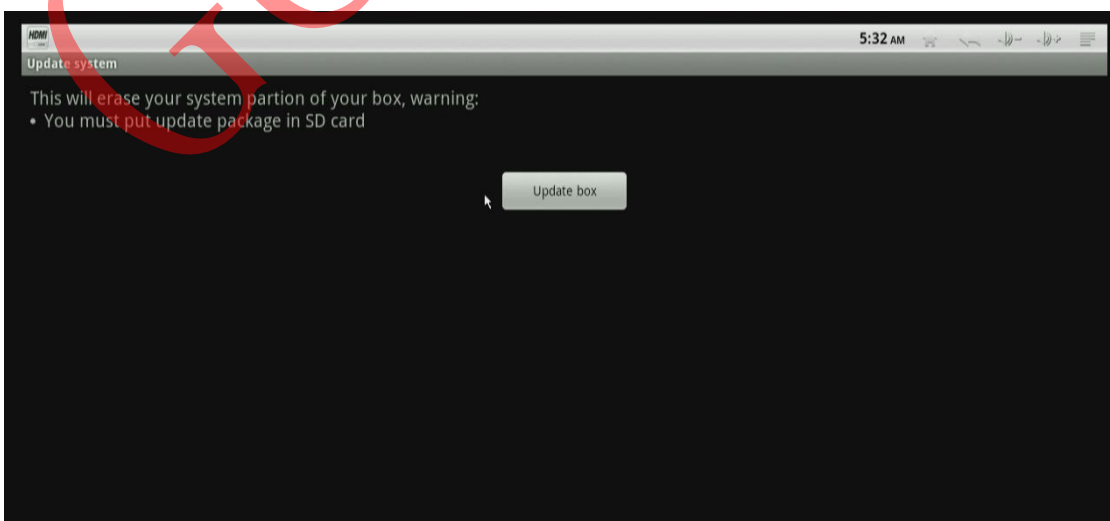 HDMI
5:32 AM
Update system
This will erase your system partion of your box, warning:
• You must put update package in SD card
Update box